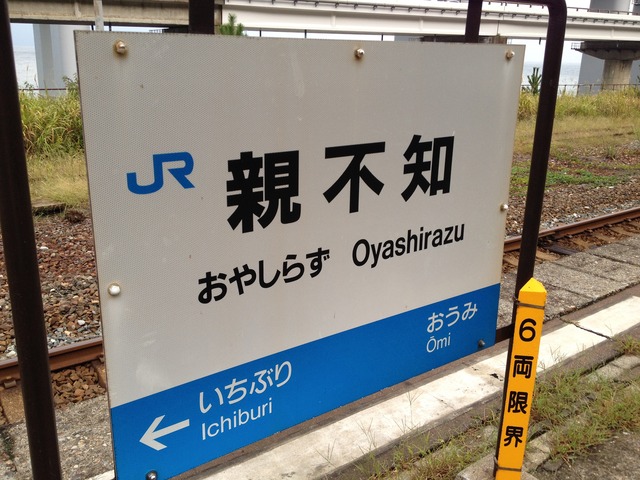 JR 親不知
おやしらず Oyashirazu
おうみ
Ōmi
← いちぶり
Ichiburi
6両限界